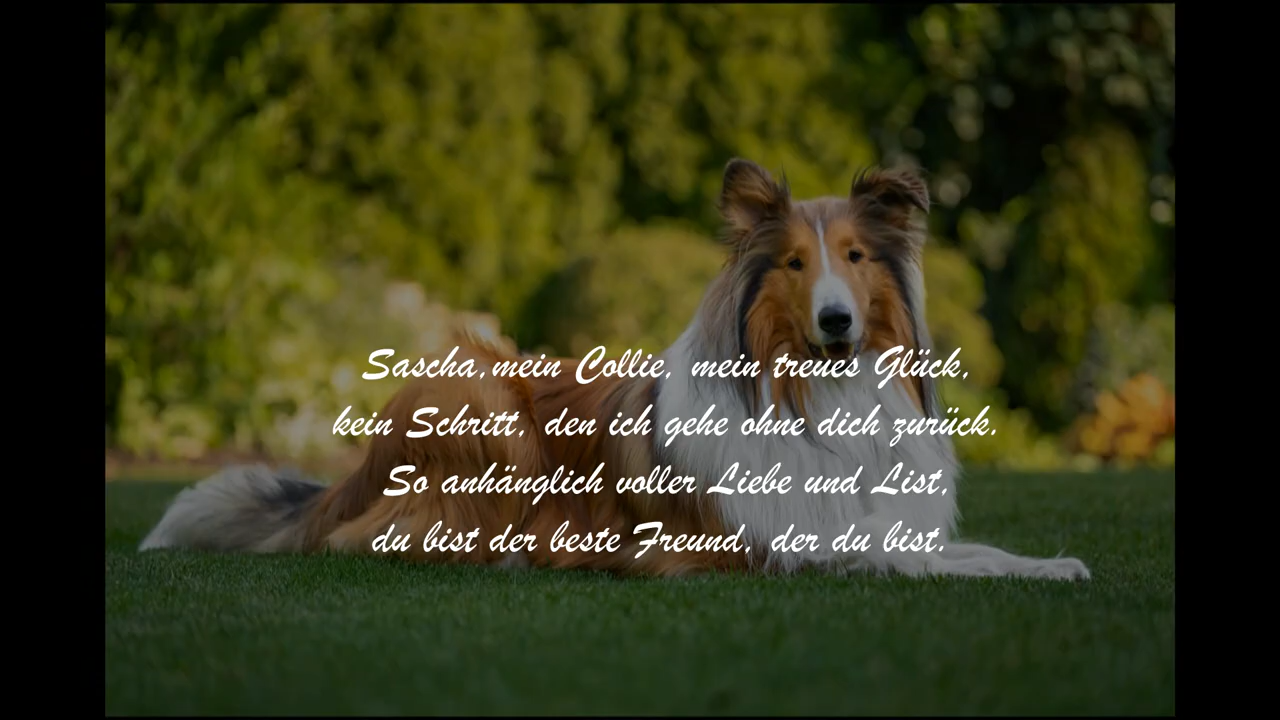 Sascha,mein Collie, mein treues Glück,
kein Schritt, den ich gehe ohne dich zurück.
So anhänglich voller Liebe und List,
du bist der beste Freund, der du bist.